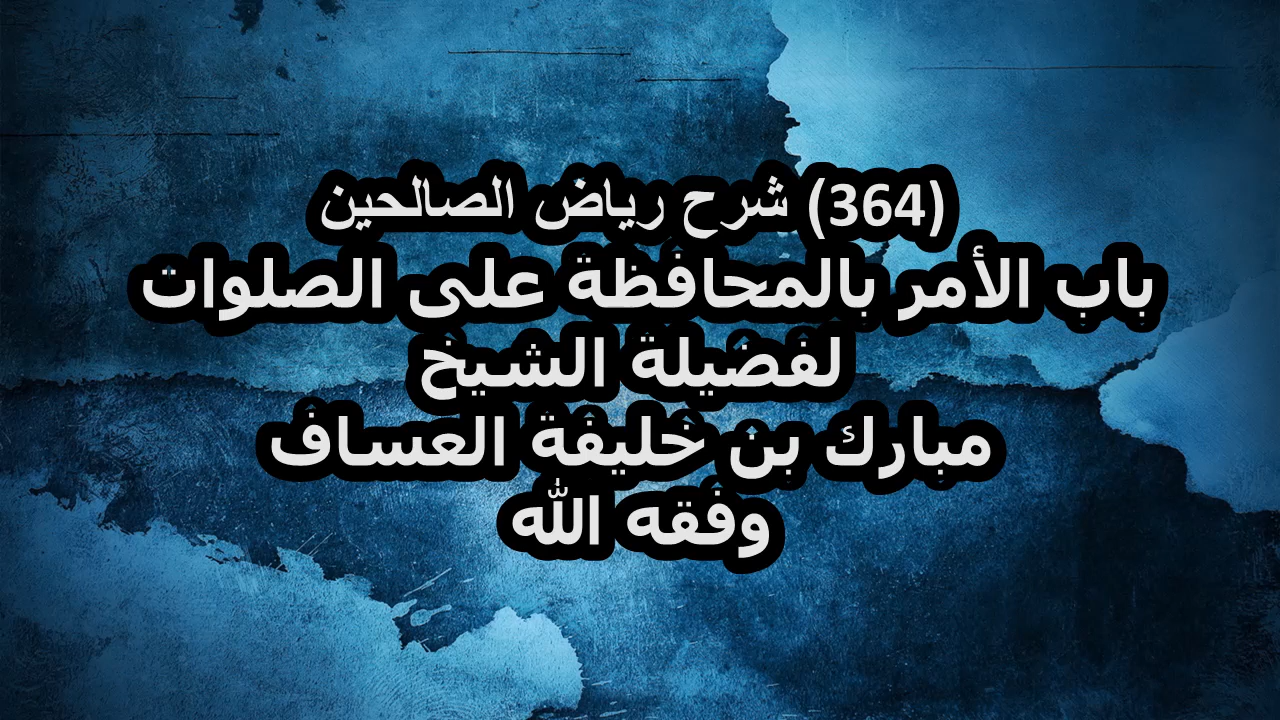 (364) شرح رياض الصالحين
باب الأمر بالمحافظة على الصلوات
لفضيلة الشيخ
مبارك بن خليفة العساف
وفقه الله